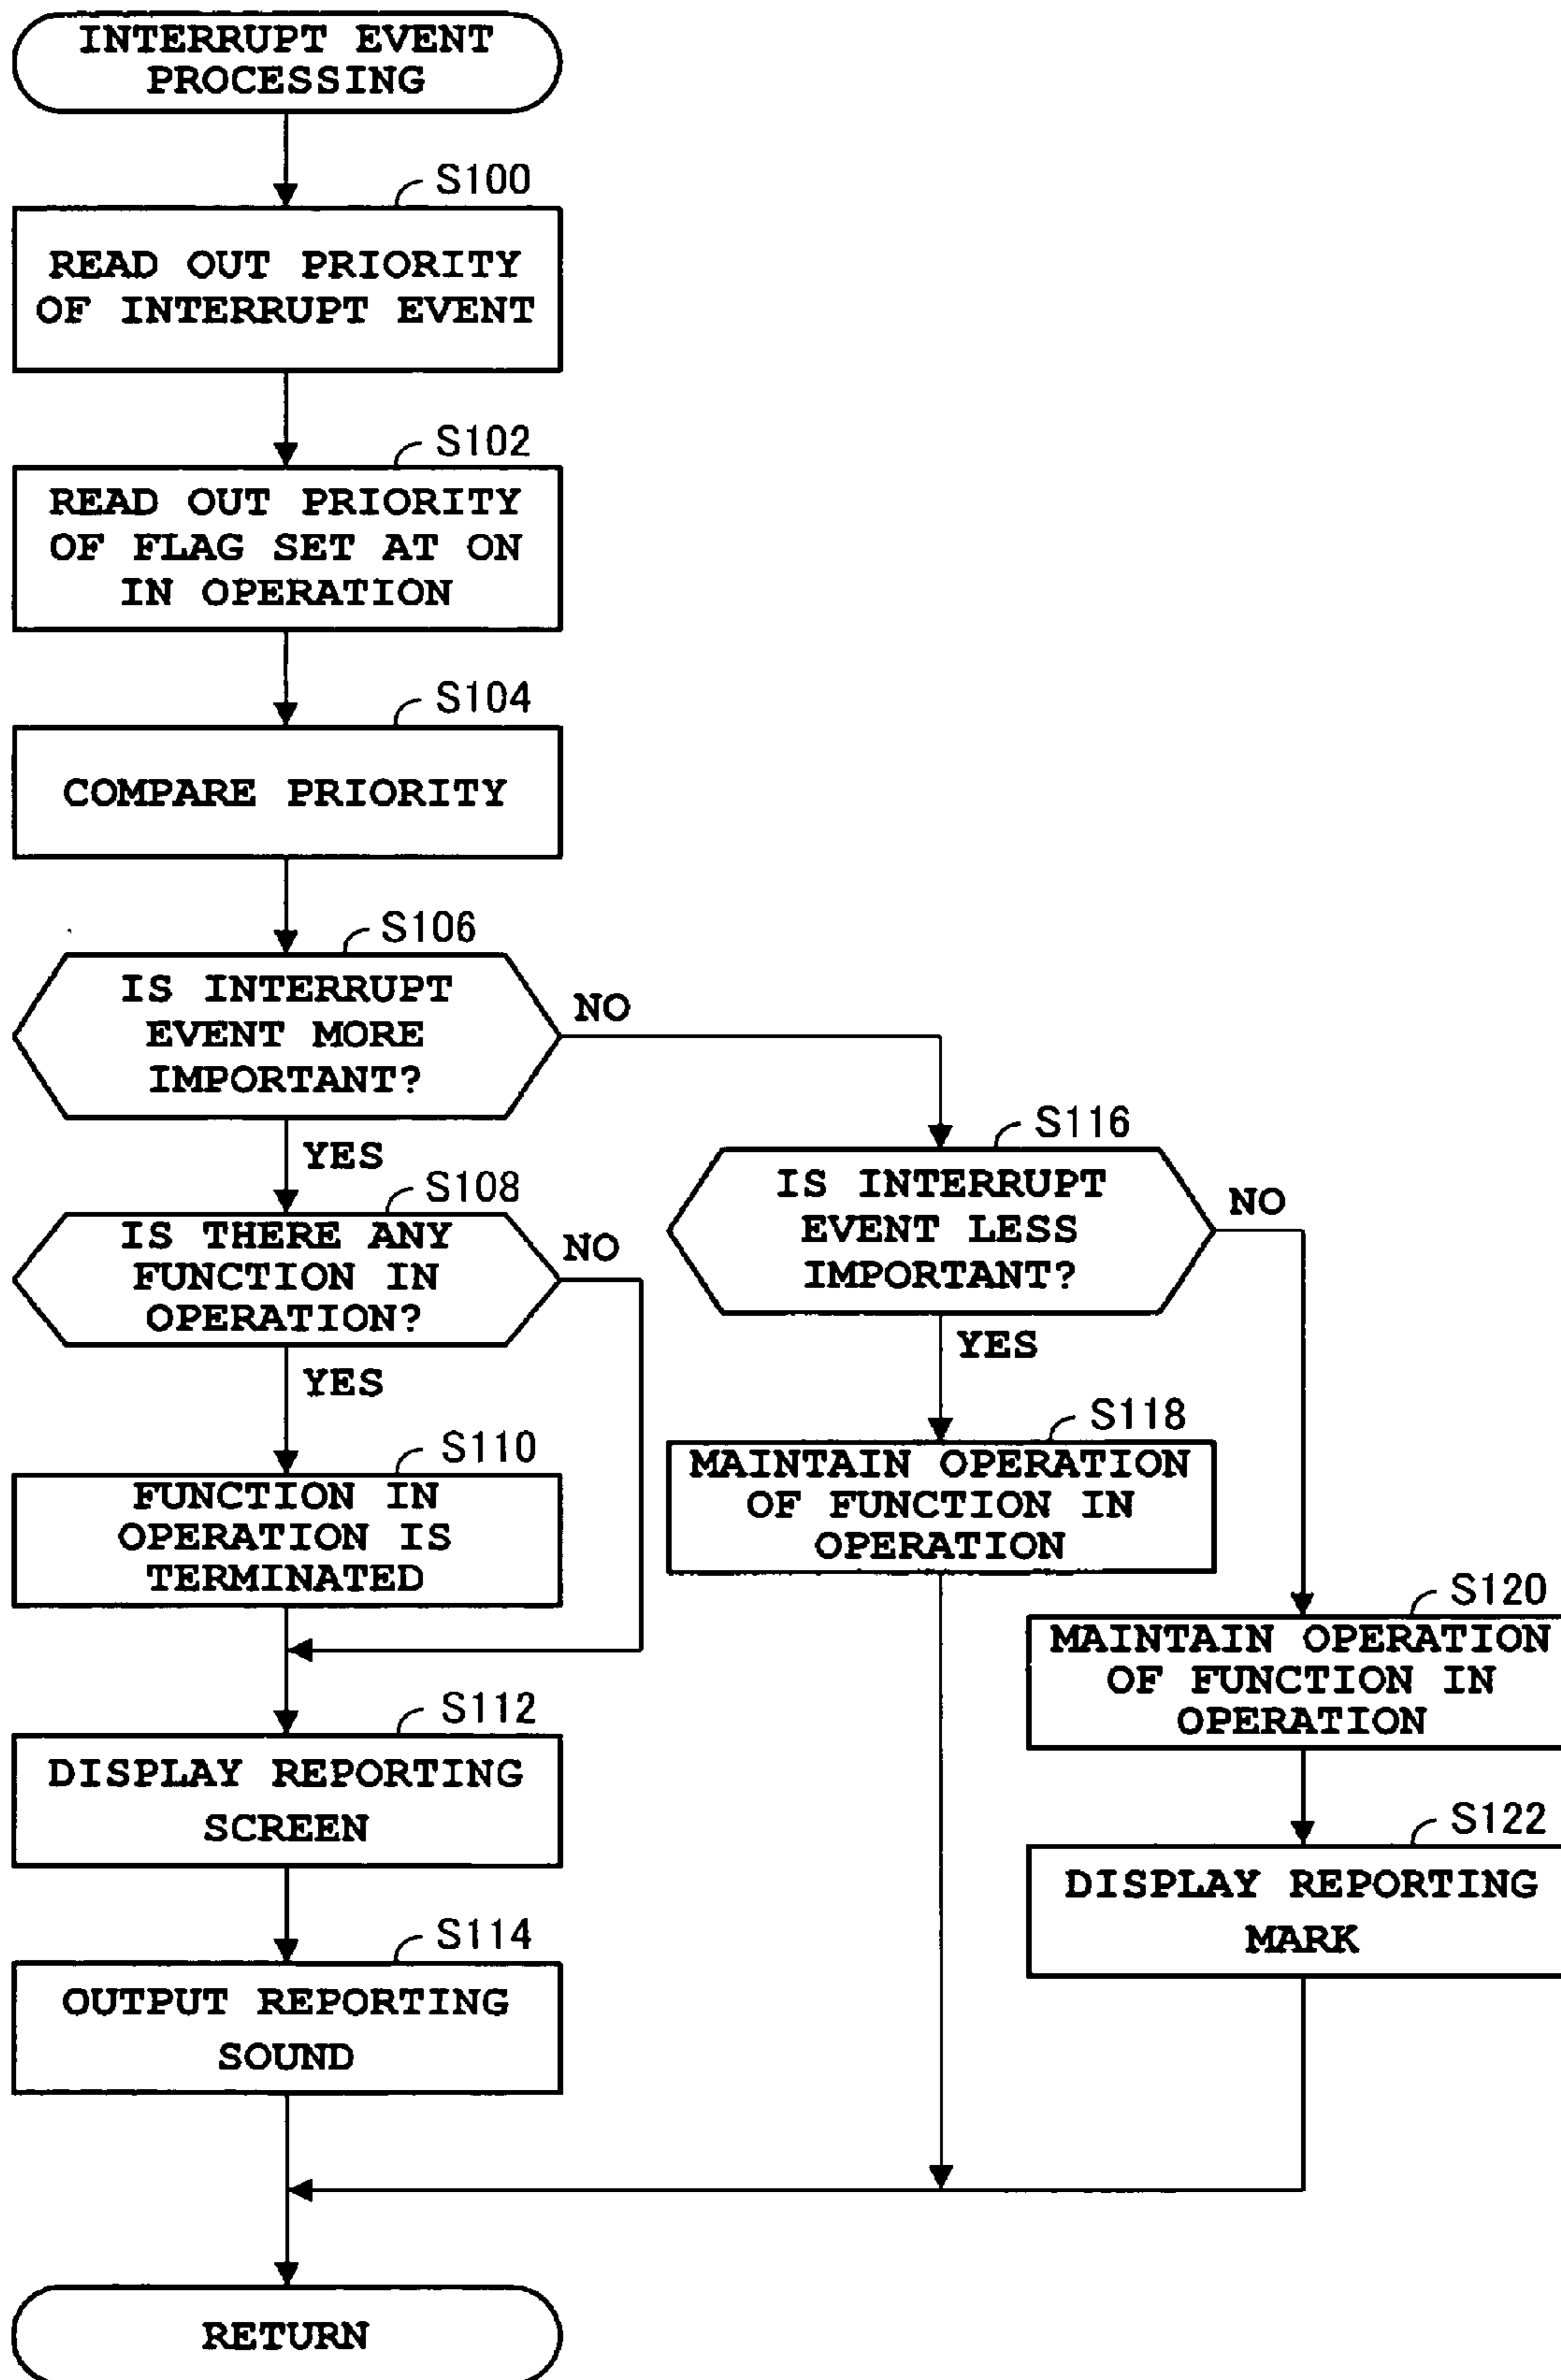 INTERRUPT EVENT
PROCESSING
S100
READ OUT PRIORITY
OF INTERRUPT EVENT
S102
READ OUT PRIORITY
OF FLAG SET AT ON
IN OPERATION
S104
COMPARE PRIORITY
S106
IS INTERRUPT
EVENT MORE
IMPORTANT?
NO
YES
S108
IS THERE ANY
FUNCTION IN
OPERATION?
NO
YES
S110
FUNCTION IN
OPERATION IS
TERMINATED
S112
DISPLAY REPORTING
SCREEN
S114
OUTPUT REPORTING
SOUND
S116
IS INTERRUPT
EVENT LESS
IMPORTANT?
NO
YES
S118
MAINTAIN OPERATION
OF FUNCTION IN
OPERATION
S120
MAINTAIN OPERATION
OF FUNCTION IN
OPERATION
S122
DISPLAY REPORTING
MARK
RETURN